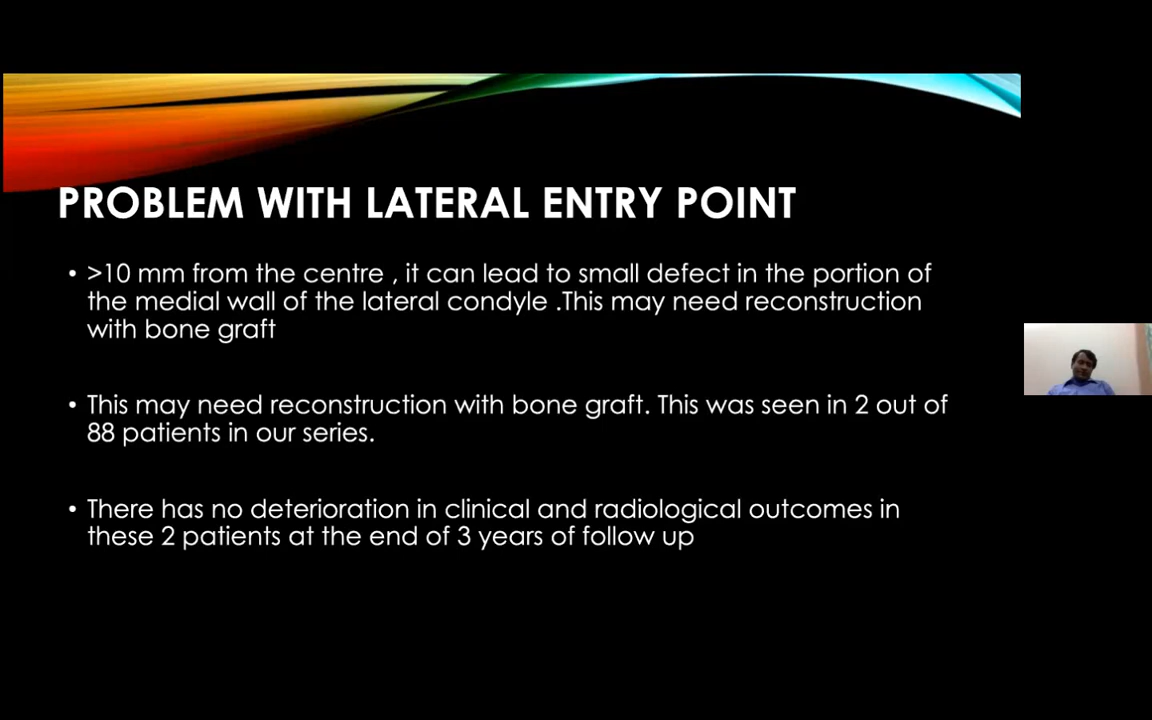 PROBLEM WITH LATERAL ENTRY POINT
• >10 mm from the centre , it can lead to small defect in the portion of
the medial wall of the lateral condyle .This may need reconstruction
with bone graft
• This may need reconstruction with bone graft. This was seen in 2 out of
88 patients in our series.
• There has no deterioration in clinical and radiological outcomes in
these 2 patients at the end of 3 years of follow up